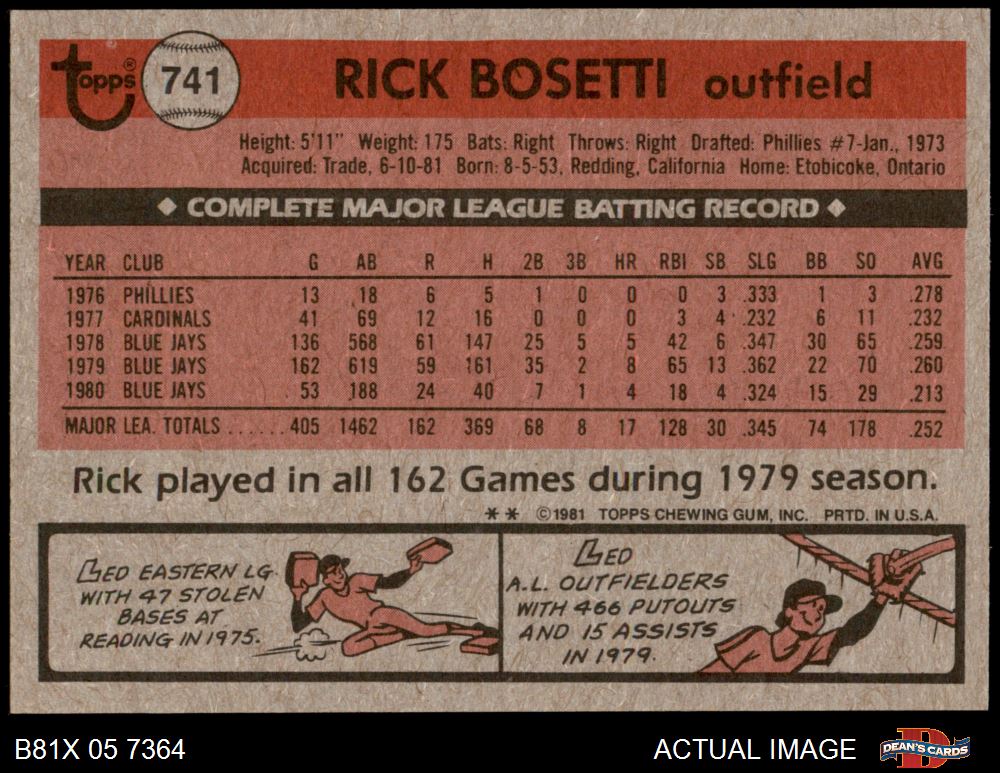 Topps® 741 RICK BOSETTI outfield
Height: 5'11" Weight: 175 Bats: Right Throws: Right Drafted: Phillies #7-Jan., 1973
Acquired: Trade, 6-10-81 Born: 8-5-53, Redding, California Home: Etobicoke, Ontario
◆ COMPLETE MAJOR LEAGUE BATTING RECORD ◆
YEAR CLUB G AB R H 2B 3B HR RBI SB SLG BB SO AVG
1976 PHILLIES 13 18 6 5 1 0 0 0 3 .333 1 3 .278
1977 CARDINALS 41 69 12 16 0 0 0 3 4 .232 6 11 .232
1978 BLUE JAYS 136 568 61 147 25 5 5 42 6 .347 30 65 .259
1979 BLUE JAYS 162 619 59 161 35 2 8 65 13 .362 22 70 .260
1980 BLUE JAYS 53 188 24 40 7 1 4 18 4 .324 15 29 .213
MAJOR LEA. TOTALS ...... 405 1462 162 369 68 8 17 128 30 .345 74 178 .252
Rick played in all 162 Games during 1979 season.
** ©1981 TOPPS CHEWING GUM, INC. PRTD. IN U.S.A.
LED EASTERN LG.
WITH 47 STOLEN
BASES AT
READING IN 1975.
LED
A.L. OUTFIELDERS
WITH 466 PUTOUTS
AND 15 ASSISTS
IN 1979.
B81X 05 7364 ACTUAL IMAGE DEAN'S CARDS